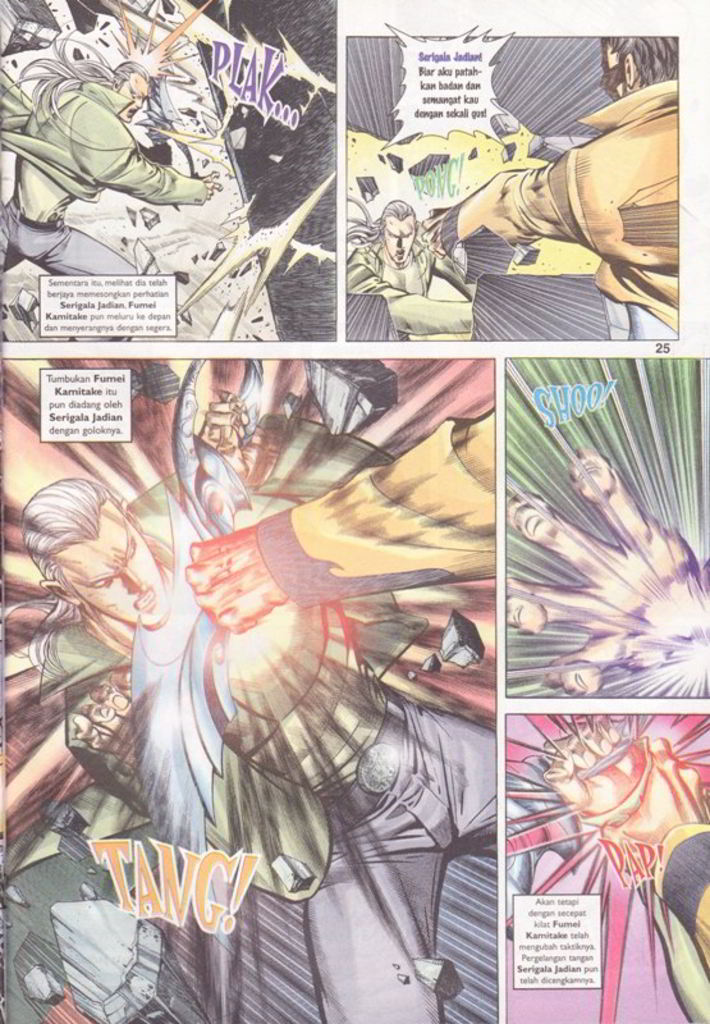 PLAK...
Sementara itu, melihat dia telah
berjaya memesongkan perhatian
Serigala Jadian, Fumei
Kamitake pun meluru ke depan
dan menyerangnya dengan segera.
Serigala Jadian!
Biar aku patah-
kan badan dan
semangat kau
dengan sekali gus!
PONG!
25
Tumbukan Fumei
Kamitake itu
pun diadang oleh
Serigala Jadian
dengan goloknya.
TANG!
SHOO!
PAP!
Akan tetapi
dengan secepat
kilat Fumei
Kamitake telah
mengubah taktiknya.
Pergelangan tangan
Serigala Jadian pun
telah dicengkamnya.